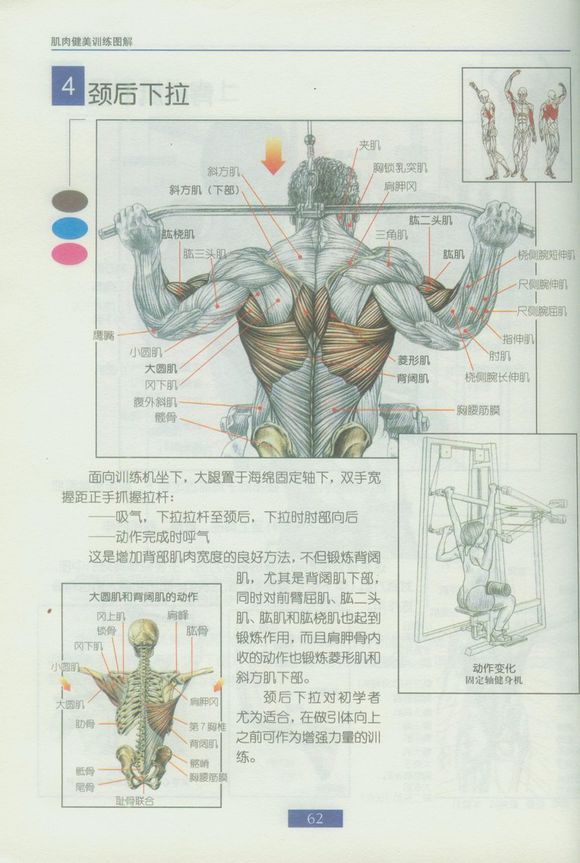 肌肉健美训练图解
4 颈后下拉
夹肌
斜方肌
胸锁乳突肌
斜方肌（下部）
肩胛冈
肱二头肌
肱桡肌
三角肌
肱三头肌
肱肌
桡侧腕短伸肌
尺侧腕伸肌
尺侧腕屈肌
鹰嘴
指伸肌
小圆肌
肘肌
大圆肌
菱形肌
冈下肌
背阔肌
桡侧腕长伸肌
腹外斜肌
胸腰筋膜
髋骨
面向训练机坐下，大腿置于海绵固定轴下，双手宽
握距正手抓握拉杆：
——吸气，下拉拉杆至颈后，下拉时肘部向后
——动作完成时呼气
这是增加背部肌肉宽度的良好方法，不但锻炼背阔
肌，尤其是背阔肌下部，
同时对前臂屈肌、肱二头
肌、肱肌和肱桡肌也起到
锻炼作用，而且肩胛骨内
收的动作也锻炼菱形肌和
斜方肌下部。
颈后下拉对初学者
尤为适合，在做引体向上
之前可作为增强力量的训
练。
大圆肌和背阔肌的动作
冈上肌
肩峰
锁骨
肱骨
冈下肌
小圆肌
大圆肌
肩胛冈
肋骨
第7胸椎
背阔肌
髂嵴
骶骨
胸腰筋膜
尾骨
耻骨联合
动作变化
固定轴健身机
62